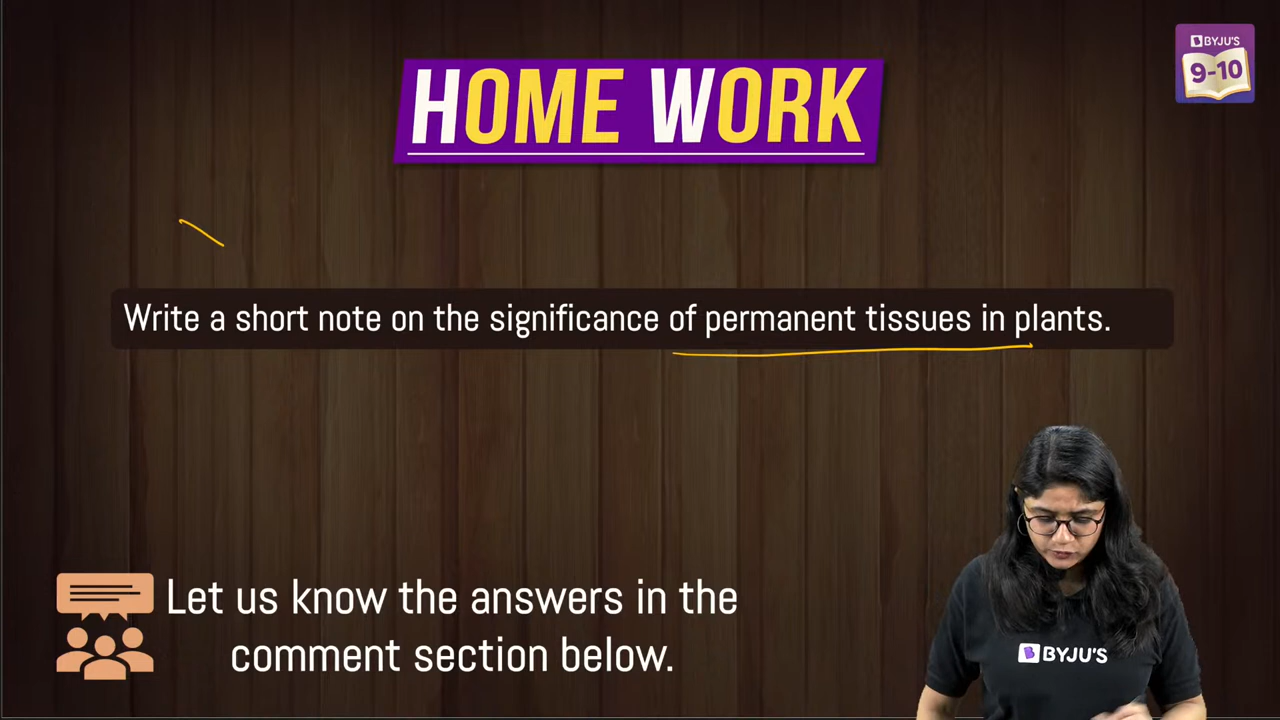 BYJU'S
9-10
HOME WORK
Write a short note on the significance of permanent tissues in plants.
Let us know the answers in the
comment section below.
BYJU'S